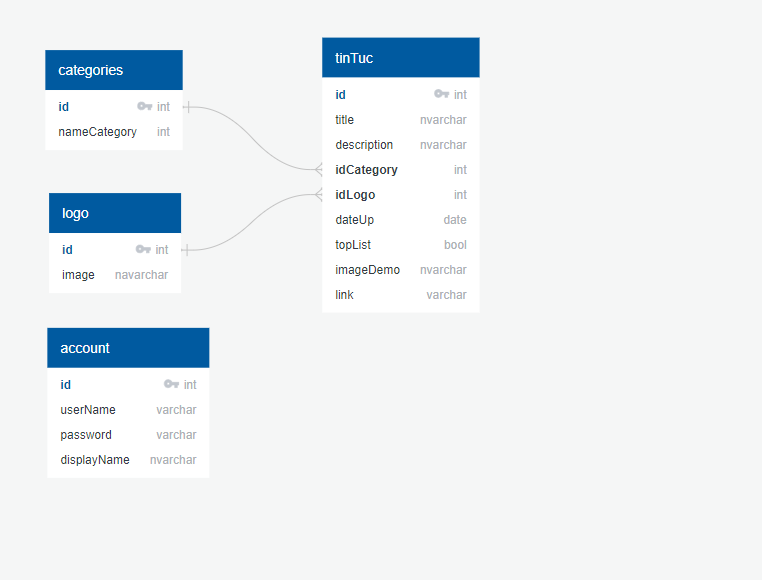 categories
id int
nameCategory int
logo
id int
image navarchar
account
id int
userName varchar
password varchar
displayName nvarchar
tinTuc
id int
title nvarchar
description nvarchar
idCategory int
idLogo int
dateUp date
topList bool
imageDemo nvarchar
link varchar